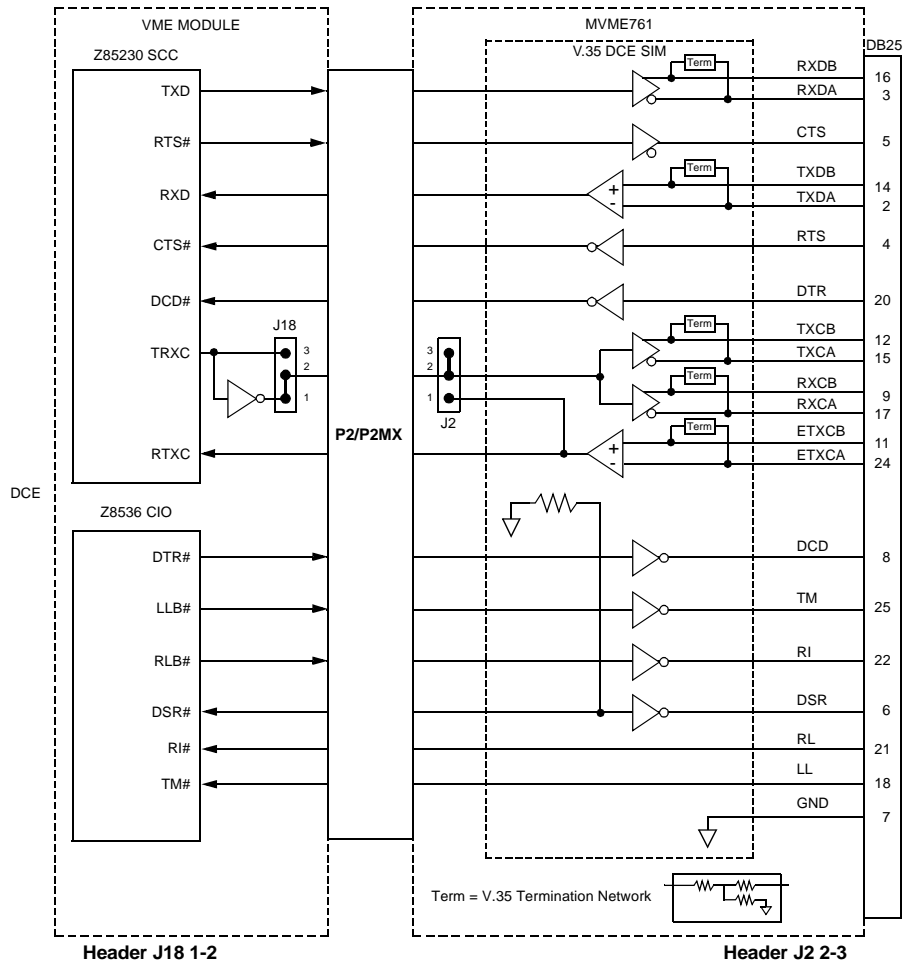 VME MODULE
MVME761
Z85230 SCC
V.35 DCE SIM
DB25
TXD
Term
RXDB
16
RXDA
3
RTS#
CTS
5
RXD
Term
+
-
TXDB
14
TXDA
2
CTS#
RTS
4
DCD#
DTR
20
J18
TRXC
3
2
1
3
2
1
J2
Term
TXCB
12
TXCA
15
Term
RXCB
9
RXCA
17
P2/P2MX
RTXC
Term
+
-
ETXCB
11
ETXCA
24
DCE
Z8536 CIO
DTR#
DCD
8
LLB#
TM
25
RLB#
RI
22
DSR#
DSR
6
RI#
RL
21
TM#
LL
18
GND
7
Term = V.35 Termination Network
Header J18 1-2
Header J2 2-3